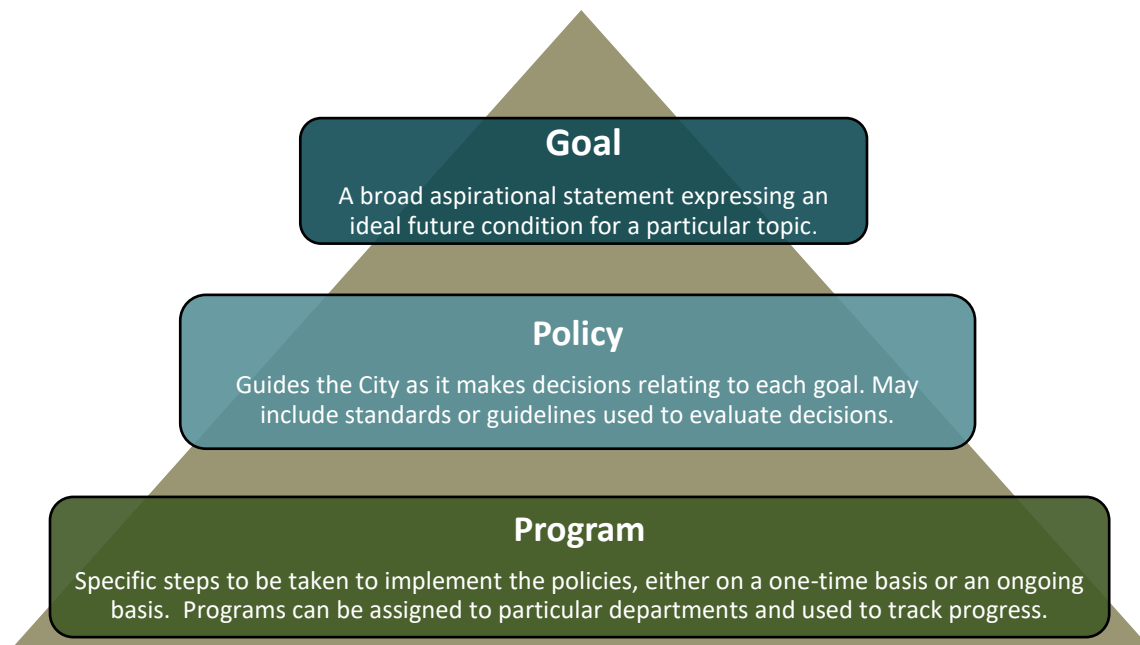 Goal
A broad aspirational statement expressing an
ideal future condition for a particular topic.
Policy
Guides the City as it makes decisions relating to each goal. May
include standards or guidelines used to evaluate decisions.
Program
Specific steps to be taken to implement the policies, either on a one-time basis or an ongoing
basis.  Programs can be assigned to particular departments and used to track progress.